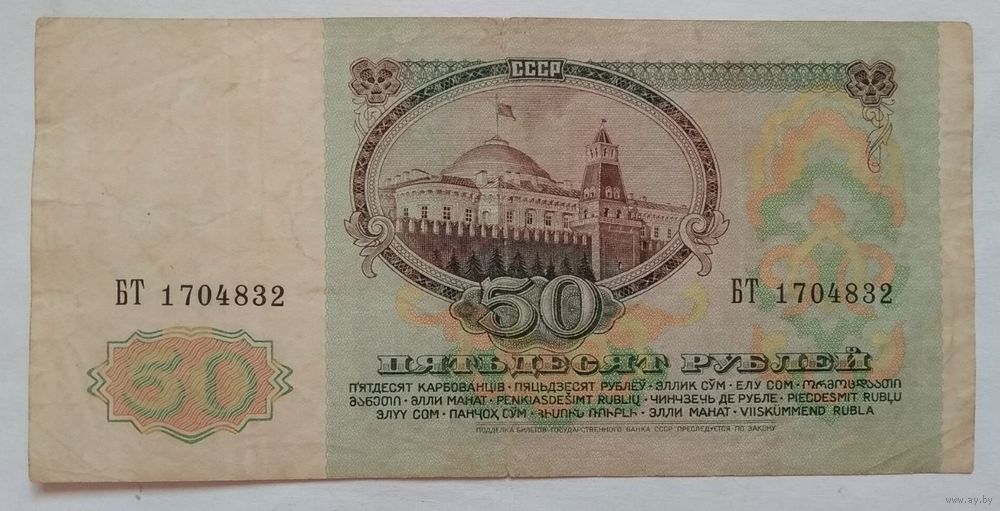 СССР
БТ 1704832
БТ 1704832
50
50
ПЯТЬДЕСЯТ РУБЛЕЙ
П'ЯТДЕСЯТ КАРБОВАНЦІВ · ПЯЦЬДЗЕСЯТ РУБЛЁЎ · ЭЛЛИК СЎМ · ЕЛУ СОМ · ორმოცდაათი
მანეთი · ӘЛЛИ МАНАТ · PENKIASDEŠIMT RUBLIŲ · ЧИНЧЗЕЧЬ ДЕ РУБЛЕ · PIECDESMIT RUBĻU
ЭЛУУ СОМ · ПАНҶОҲ СӮМ · ՀԻՍՈՒՆ ՌՈՒԲԼԻ · ЭЛЛИ МАНАТ · VIISKÜMMEND RUBLA
ПОДДЕЛКА БИЛЕТОВ ГОСУДАРСТВЕННОГО БАНКА СССР ПРЕСЛЕДУЕТСЯ ПО ЗАКОНУ
www.ay.by